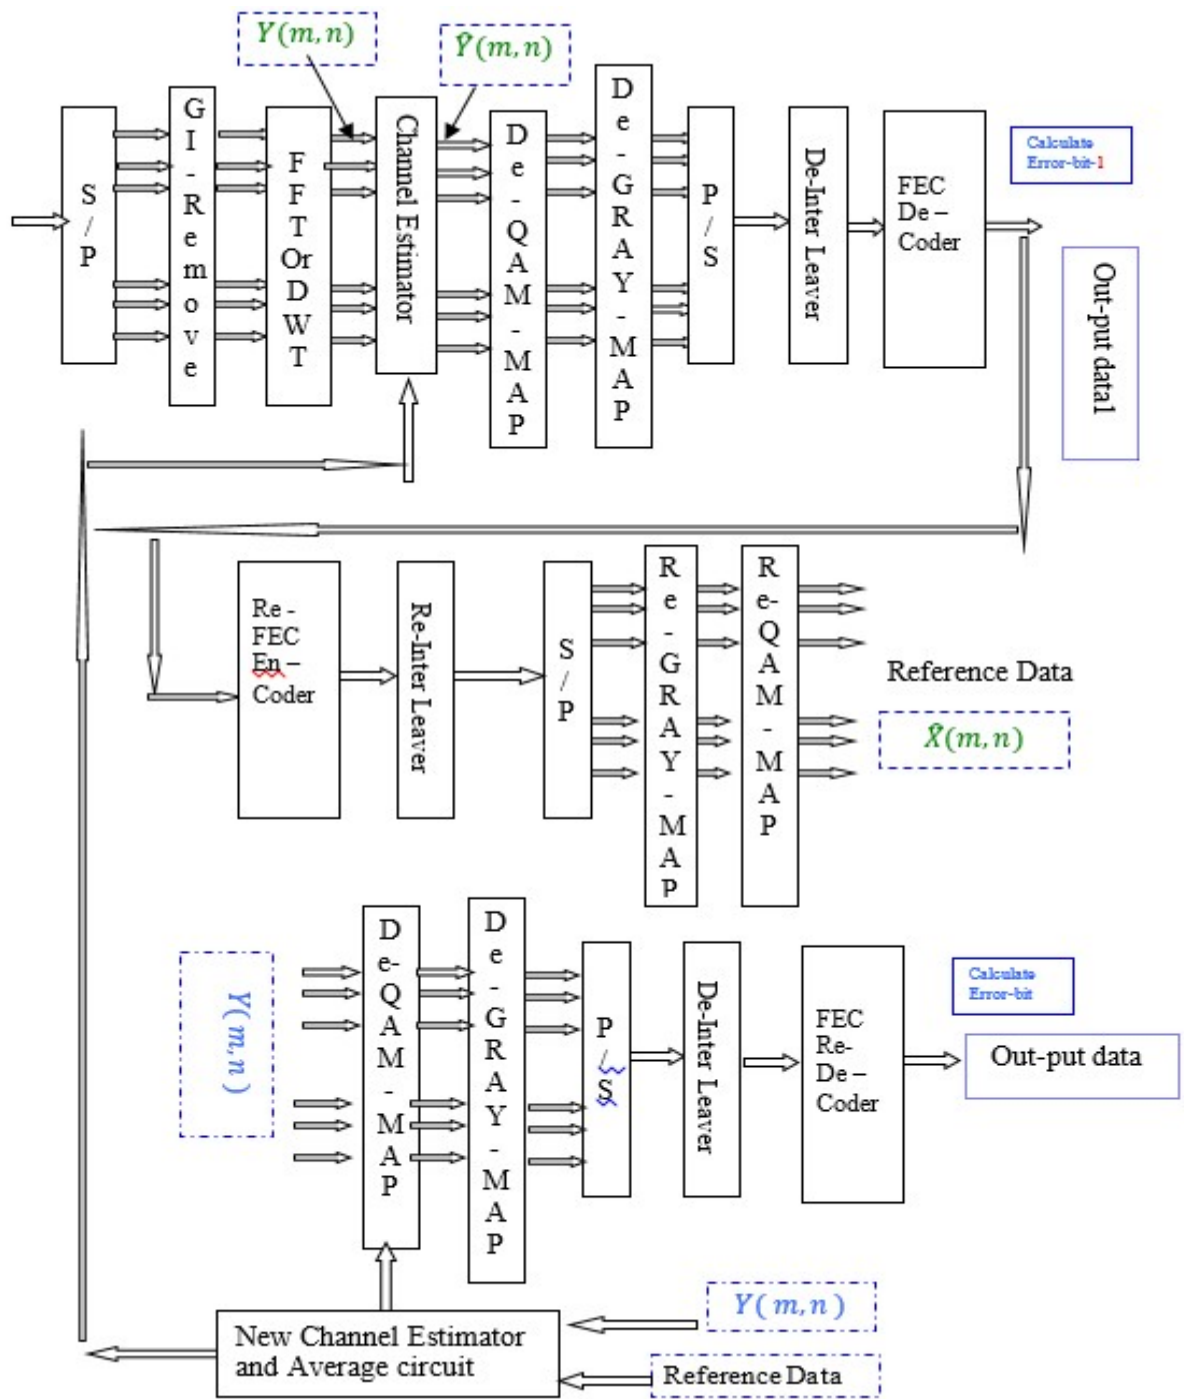 Y(m,n)
Ŷ(m,n)
S/P
GI-Remove
FFTOrDWT
Channel Estimator
De-QAM-MAP
De-GRAY-MAP
P/S
De-Inter Leaver
FEC
De –
Coder
Calculate
Error-bit-1
Out-put data1
Re -
FEC
En –
Coder
Re-Inter Leaver
S/P
Re-GRAY-MAP
Re-QAM-MAP
Reference Data
X̂(m,n)
Y(m,n)
De-QAM-MAP
De-GRAY-MAP
P/S
De-Inter Leaver
FEC
Re-
De –
Coder
Calculate
Error-bit
Out-put data
New Channel Estimator
and Average circuit
Y(m,n)
Reference Data